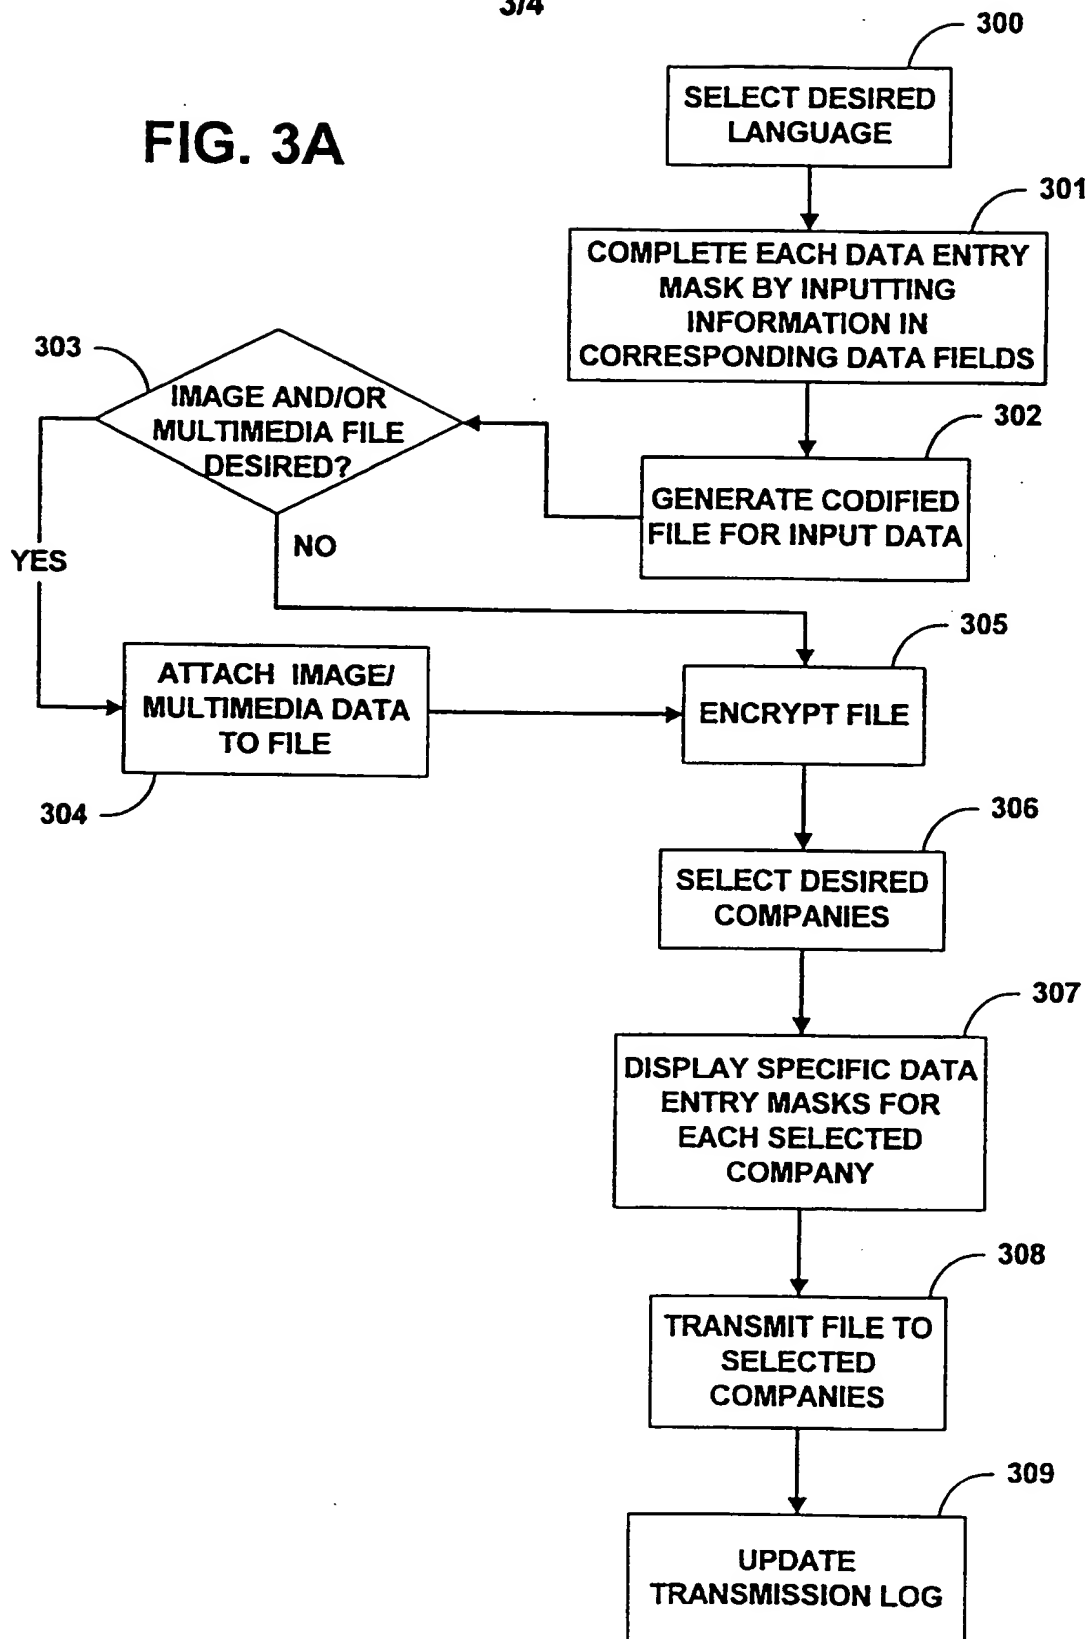 3/4
FIG. 3A
300
SELECT DESIRED
LANGUAGE
301
COMPLETE EACH DATA ENTRY
MASK BY INPUTTING
INFORMATION IN
CORRESPONDING DATA FIELDS
302
GENERATE CODIFIED
FILE FOR INPUT DATA
303
IMAGE AND/OR
MULTIMEDIA FILE
DESIRED?
YES
NO
304
ATTACH IMAGE/
MULTIMEDIA DATA
TO FILE
305
ENCRYPT FILE
306
SELECT DESIRED
COMPANIES
307
DISPLAY SPECIFIC DATA
ENTRY MASKS FOR
EACH SELECTED
COMPANY
308
TRANSMIT FILE TO
SELECTED
COMPANIES
309
UPDATE
TRANSMISSION LOG